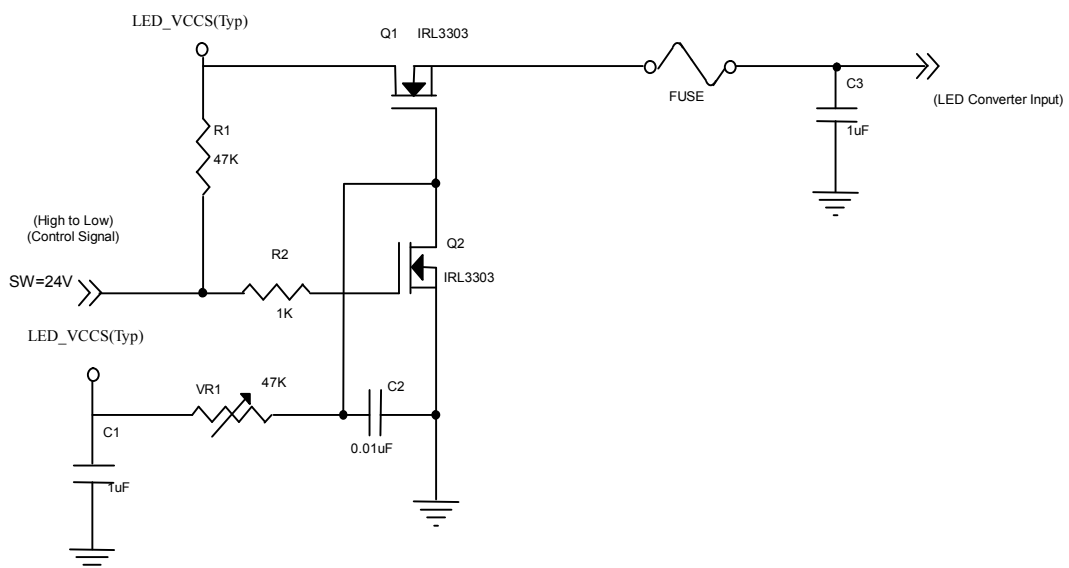 LED_VCCS(Typ)
Q1 IRL3303
FUSE
C3
(LED Converter Input)
1uF
R1
47K
(High to Low)
(Control Signal)
SW=24V
R2
1K
Q2
IRL3303
LED_VCCS(Typ)
VR1
47K
C2
0.01uF
C1
1uF